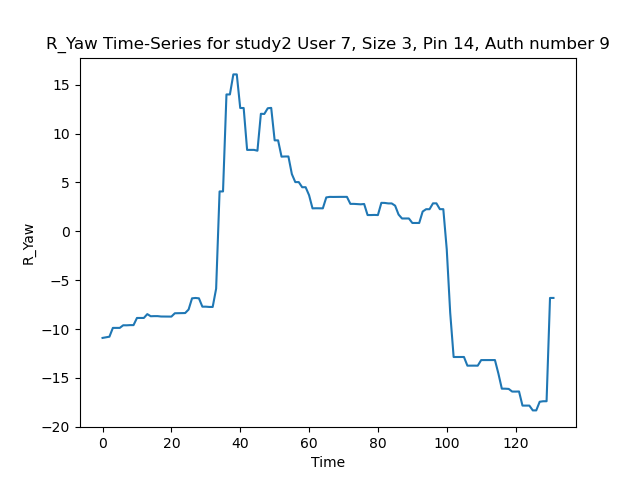 R_Yaw Time-Series for study2 User 7, Size 3, Pin 14, Auth number 9
15
10
5
0
−5
−10
−15
−20
R_Yaw
0 20 40 60 80 100 120
Time